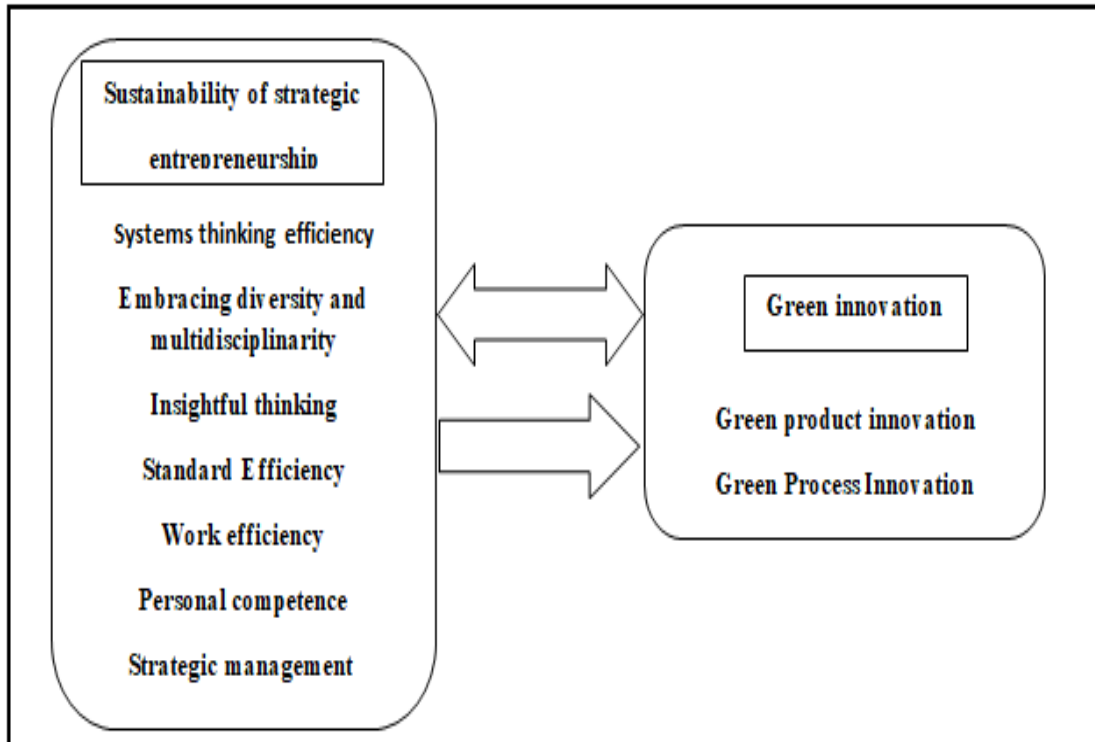 Sustainability of strategic
entrepreneurship
Systems thinking efficiency
Embracing diversity and
multidisciplinarity
Insightful thinking
Standard Efficiency
Work efficiency
Personal competence
Strategic management
Green innovation
Green product innovation
Green Process Innovation